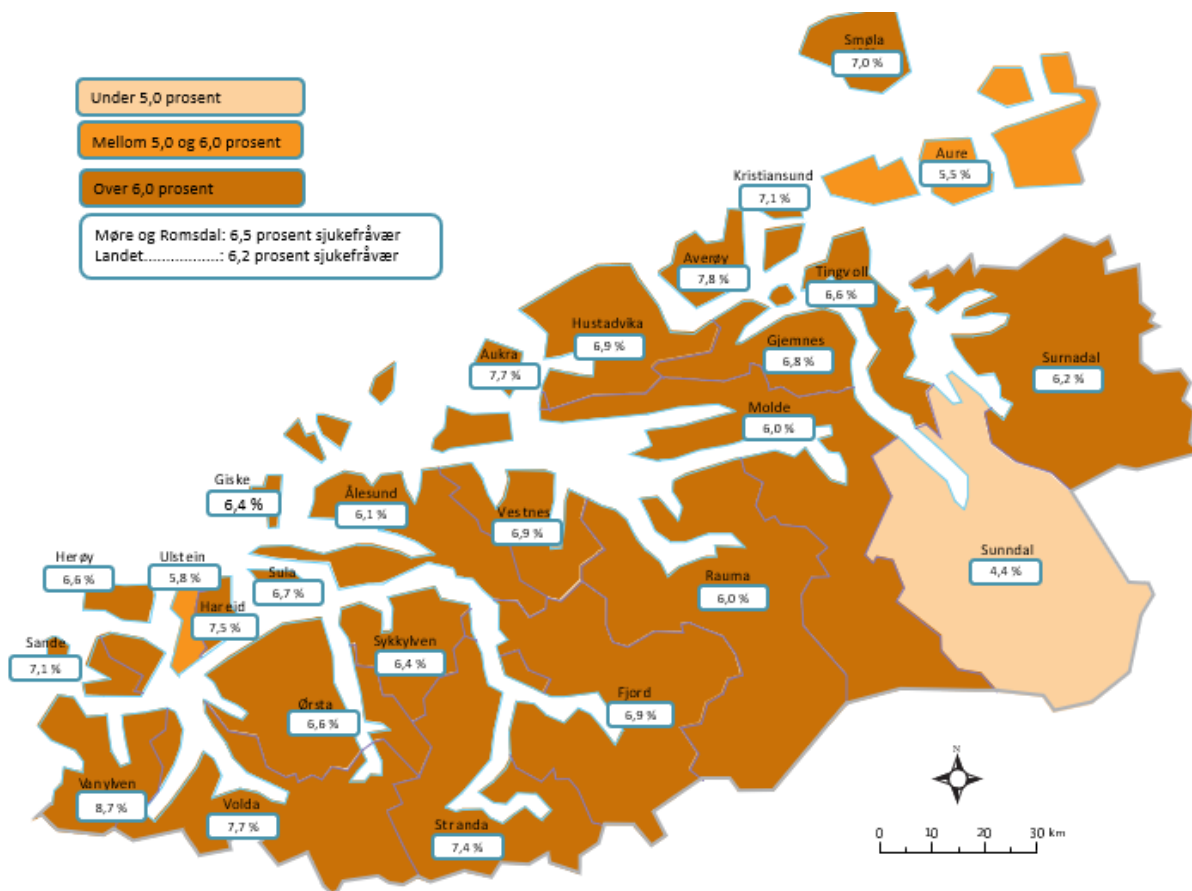 Under 5,0 prosent
Mellom 5,0 og 6,0 prosent
Over 6,0 prosent
Møre og Romsdal: 6,5 prosent sjukefråvær
Landet.................: 6,2 prosent sjukefråvær
Smøla
7,0 %
Aure
5,5 %
Kristiansund
7,1 %
Averøy
7,8 %
Tingvoll
6,6 %
Hustadvika
6,9 %
Gjemnes
6,8 %
Aukra
7,7 %
Surnadal
6,2 %
Molde
6,0 %
Giske
6,4 %
Ålesund
6,1 %
Vestnes
6,9 %
Sunndal
4,4 %
Herøy
6,6 %
Ulstein
5,8 %
Sula
6,7 %
Rauma
6,0 %
Hareid
7,5 %
Sande
7,1 %
Sykkylven
6,4 %
Ørsta
6,6 %
Fjord
6,9 %
Vanylven
8,7 %
Volda
7,7 %
Stranda
7,4 %
N
0 10 20 30 km